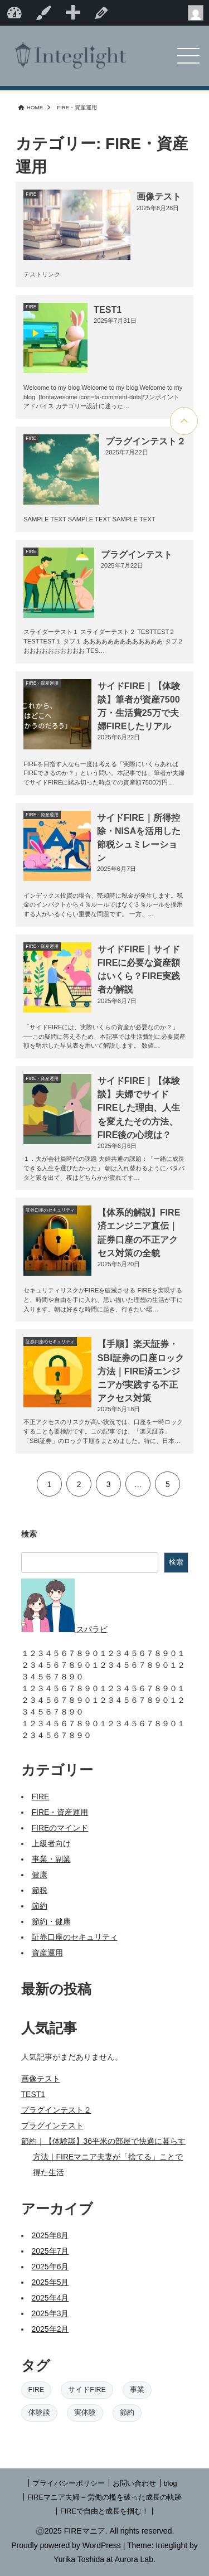 Integlight
HOME > FIRE・資産運用
カテゴリー: FIRE・資産
運用
FIRE
画像テスト
2025年8月28日
テストリンク
FIRE
TEST1
2025年7月31日
Welcome to my blog Welcome to my blog Welcome to my
blog [fontawesome icon=fa-comment-dots]ワンポイント
アドバイス カテゴリー設計に迷った…
FIRE
プラグインテスト２
2025年7月22日
SAMPLE TEXT SAMPLE TEXT SAMPLE TEXT
FIRE
プラグインテスト
2025年7月22日
スライダーテスト１ スライダーテスト２ TESTTEST２
TESTTEST１ タブ１ あああああああああああああ タブ２
おおおおおおおおおお TES…
FIRE・資産運用
サイドFIRE｜【体験
談】筆者が資産7500
万・生活費25万で夫
婦FIREしたリアル
2025年6月22日
FIREを目指す人なら一度は考える「実際にいくらあれば
FIREできるのか？」という問い。本記事では、筆者が夫婦
でサイドFIREに踏み切った時点での資産額7500万円…
FIRE・資産運用
サイドFIRE｜所得控
除・NISAを活用した
節税シミュレーショ
ン
2025年6月7日
インデックス投資の場合、売却時に税金が発生します。税
金のインパクトから４％ルールではなく３％ルールを採用
する人がいるぐらい重要な問題です。 一方、…
FIRE・資産運用
サイドFIRE｜サイド
FIREに必要な資産額
はいくら？FIRE実践
者が解説
2025年6月7日
「サイドFIREには、実際いくらの資産が必要なのか？」
──この疑問に答えるため、本記事では生活費別に必要資産
額を明示した早見表を用いて解説します。 数値…
FIRE・資産運用
サイドFIRE｜【体験
談】夫婦でサイド
FIREした理由、人生
を変えたその方法、
FIRE後の心境は？
2025年6月6日
１．夫が会社員時代の課題 夫婦共通の課題：「一緒に成長
できる人生を選びたかった」 朝は入れ替わるようにバタバ
タと家を出て、夜はどちらかが疲れてす…
証券口座のセキュリティ
【体系的解説】FIRE
済エンジニア直伝｜
証券口座の不正アク
セス対策の全貌
2025年5月20日
セキュリティリスクがFIREを破滅させる FIREを実現する
と、時間や自由を手に入れ、思い描いた理想の生活が手に
入ります。朝は好きな時間に起き、行きたい場…
証券口座のセキュリティ
【手順】楽天証券・
SBI証券の口座ロック
方法｜FIRE済エンジ
ニアが実践する不正
アクセス対策
2025年5月18日
不正アクセスのリスクが高い状況では、口座を一時ロック
することも要検討です。この記事では、「楽天証券」
「SBI証券」のロック手順をまとめました。特に、日本…
1 2 3 … 5
検索
検索
スパラビ
１２３４５６７８９０１２３４５６７８９０１
２３４５６７８９０１２３４５６７８９０１２
３４５６７８９０
１２３４５６７８９０１２３４５６７８９０１
２３４５６７８９０１２３４５６７８９０１２
３４５６７８９０
１２３４５６７８９０１２３４５６７８９０１
２３４５６７８９０
カテゴリー
FIRE
FIRE・資産運用
FIREのマインド
上級者向け
事業・副業
健康
節税
節約
節約・健康
証券口座のセキュリティ
資産運用
最新の投稿
人気記事
人気記事がまだありません。
画像テスト
TEST1
プラグインテスト２
プラグインテスト
節約｜【体験談】36平米の部屋で快適に暮らす
方法｜FIREマニア夫妻が「捨てる」ことで
得た生活
アーカイブ
2025年8月
2025年7月
2025年6月
2025年5月
2025年4月
2025年3月
2025年2月
タグ
FIRE サイドFIRE 事業
体験談 実体験 節約
| プライバシーポリシー | お問い合わせ | blog
| FIREマニア夫婦 – 労働の檻を破った成長の軌跡
| FIREで自由と成長を掴む！ |
Ⓒ2025 FIREマニア. All rights reserved.
Proudly powered by WordPress | Theme: Integlight by
Yurika Toshida at Aurora Lab.